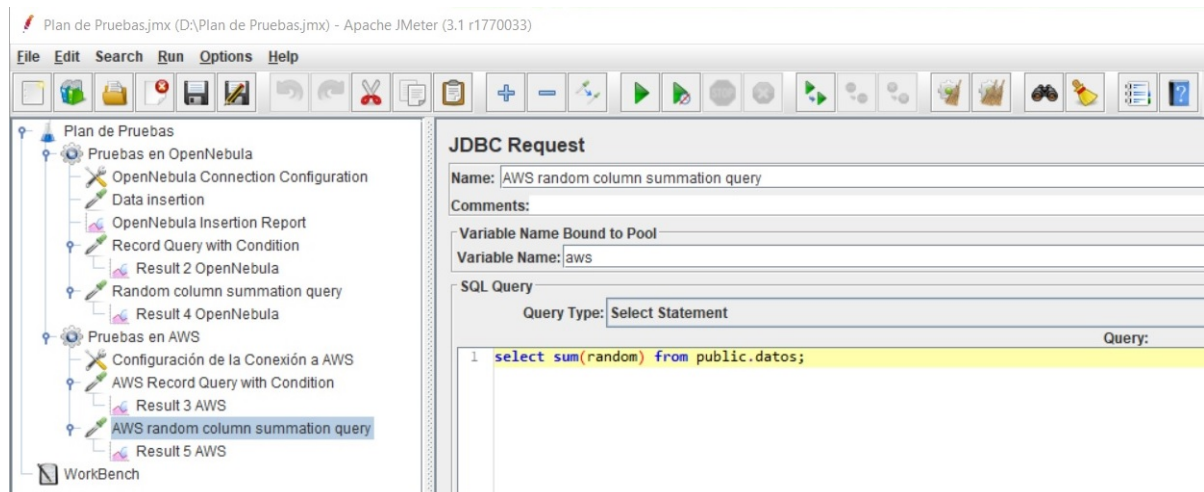 Plan de Pruebas.jmx (D:\Plan de Pruebas.jmx) - Apache JMeter (3.1 r1770033)
File Edit Search Run Options Help
Plan de Pruebas
Pruebas en OpenNebula
OpenNebula Connection Configuration
Data insertion
OpenNebula Insertion Report
Record Query with Condition
Result 2 OpenNebula
Random column summation query
Result 4 OpenNebula
Pruebas en AWS
Configuración de la Conexión a AWS
AWS Record Query with Condition
Result 3 AWS
AWS random column summation query
Result 5 AWS
WorkBench
JDBC Request
Name: AWS random column summation query
Comments:
Variable Name Bound to Pool
Variable Name: aws
SQL Query
Query Type: Select Statement
Query:
1 select sum(random) from public.datos;